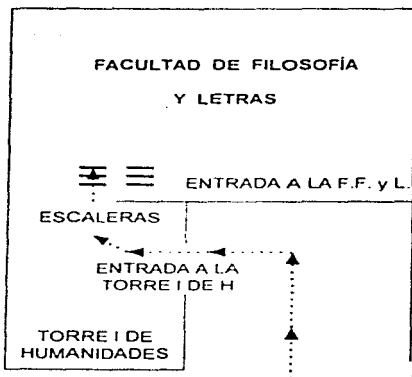 FACULTAD DE FILOSOFÍA
Y LETRAS
ENTRADA A LA F.F. y L.
ESCALERAS
ENTRADA A LA
TORRE I DE H
TORRE I DE
HUMANIDADES